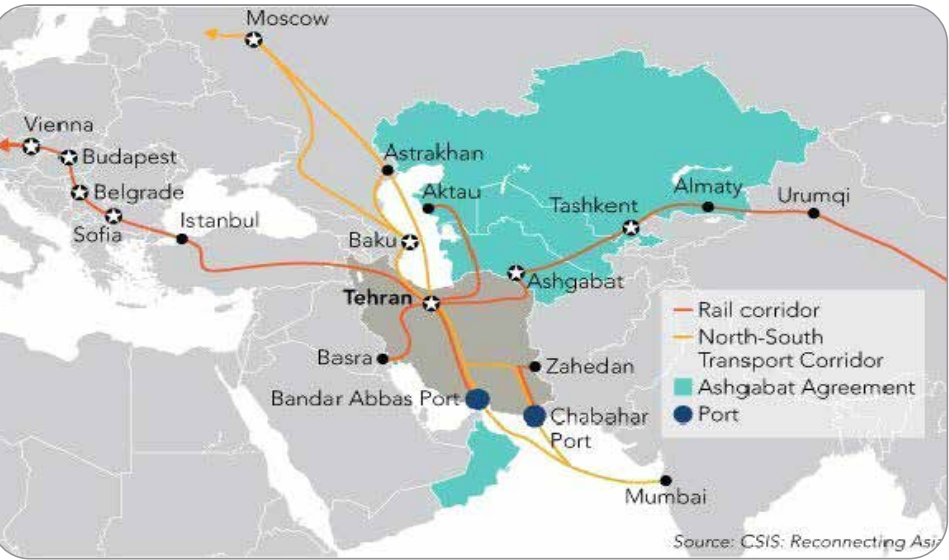 Moscow
Vienna
Budapest
Belgrade
Sofia
Istanbul
Astrakhan
Aktau
Baku
Tashkent
Almaty
Urumqi
Ashgabat
Tehran
Basra
Zahedan
Bandar Abbas Port
Chabahar
Port
Mumbai
Rail corridor
North-South
Transport Corridor
Ashgabat Agreement
Port
Source: CSIS: Reconnecting Asia